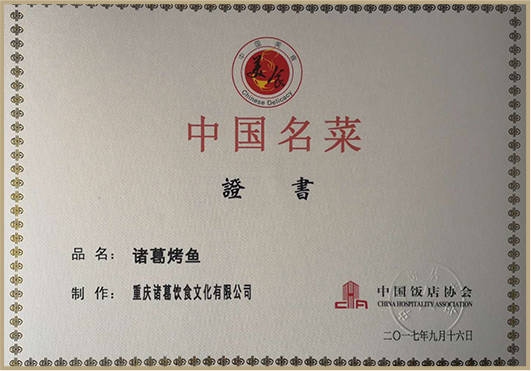 中国美食
美食
Chinese Delicacy
中国名菜
證書
品名：诸葛烤鱼
制作：重庆诸葛饮食文化有限公司
中国饭店协会
CHA
CHINA HOSPITALITY ASSOCIATION
二〇一七年九月十六日